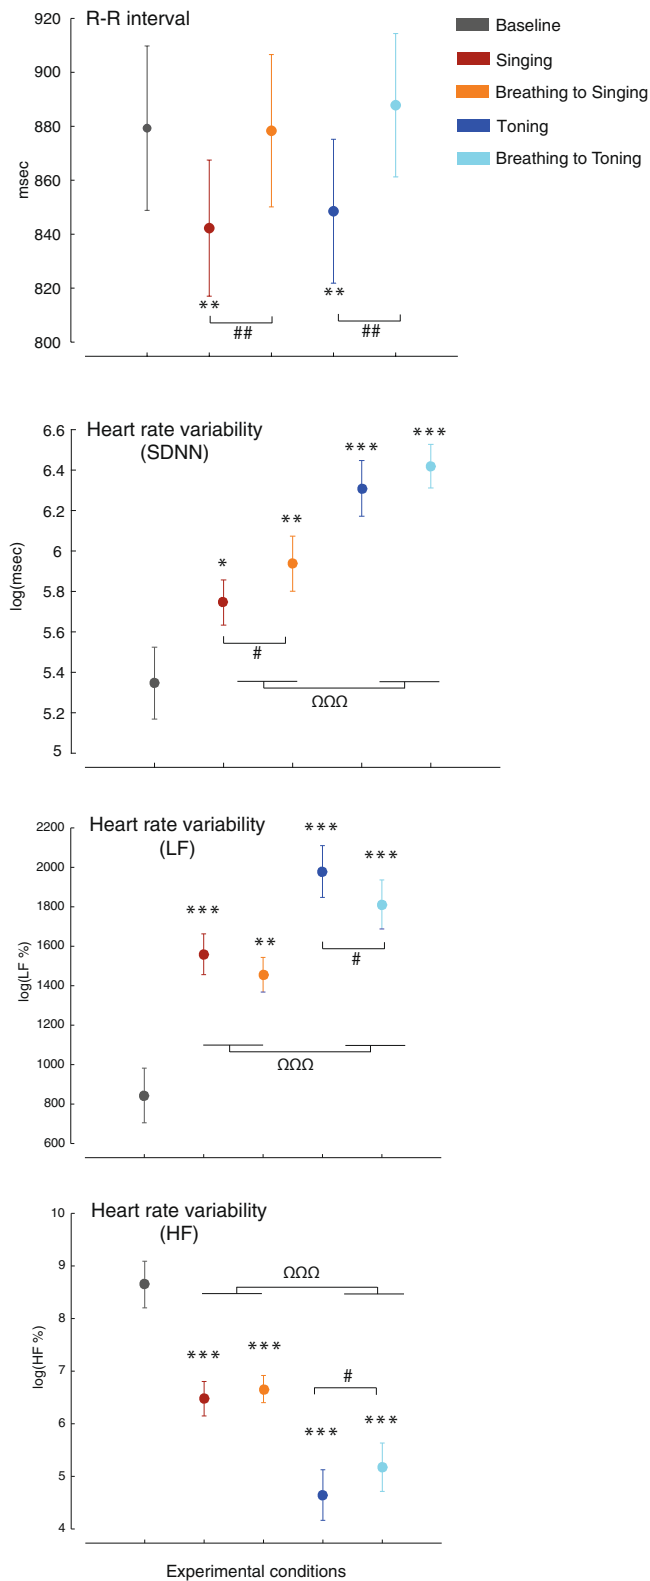 R-R interval
920
900
880
860
840
820
800
msec
**
##
**
##
Baseline
Singing
Breathing to Singing
Toning
Breathing to Toning
Heart rate variability
(SDNN)
6.6
6.4
6.2
6
5.8
5.6
5.4
5.2
5
log(msec)
*
**
***
***
#
ΩΩΩ
Heart rate variability
(LF)
2200
2000
1800
1600
1400
1200
1000
800
600
log(LF %)
***
**
***
***
#
ΩΩΩ
Heart rate variability
(HF)
10
9
8
7
6
5
4
log(HF %)
ΩΩΩ
***
***
#
***
***
Experimental conditions